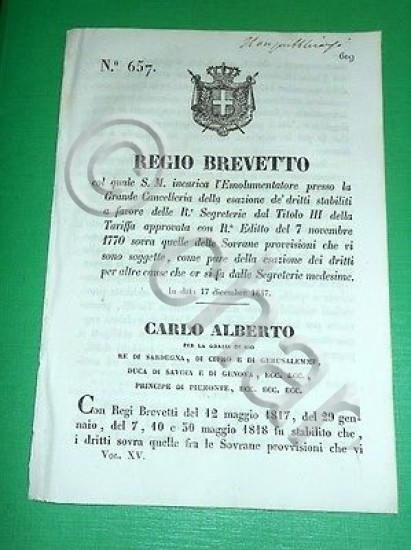 609
N.º 657.
REGIO BREVETTO
col quale S. M. incarica l'Emolumentatore presso la
Grande Cancelleria della esazione de' dritti stabiliti
a favore delle R.e Segreterie dal Titolo III della
Tariffa approvata con R.º Editto del 7 novembre
1770 sovra quelle delle Sovrane provvisioni che vi
sono soggette, come pure della esazione dei dritti
per altre cause che or si fa dalle Segreterie medesime.
In data 17 dicembre 1847.
CARLO ALBERTO
PER LA GRAZIA DI DIO
RE DI SARDEGNA, DI CIPRO E DI GERUSALEMME,
DUCA DI SAVOIA E DI GENOVA, ECC. ECC.
PRINCIPE DI PIEMONTE, ECC. ECC. ECC.
Con Regi Brevetti del 12 maggio 1817, del 29 gen-
naio, del 7, 10 e 30 maggio 1818 fu stabilito che,
i dritti sovra quelle fra le Sovrane provvisioni che vi
Vol. XV.